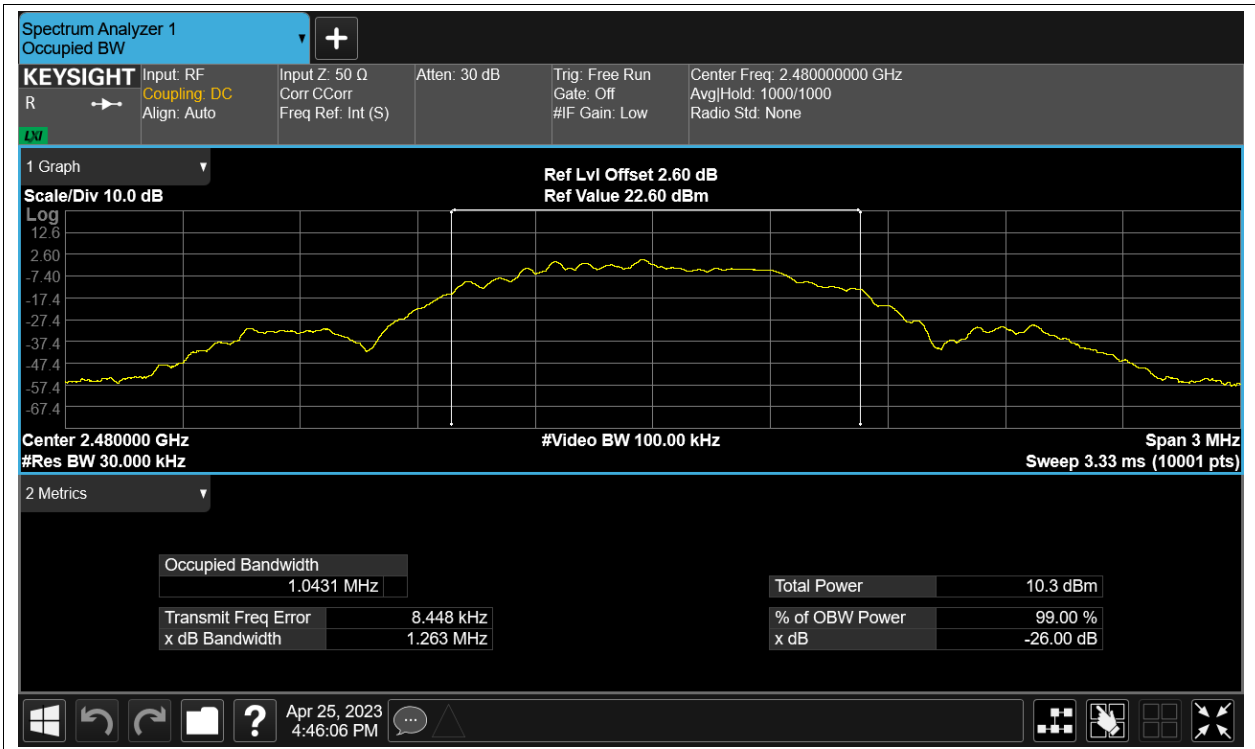 Spectrum Analyzer 1
Occupied BW
KEYSIGHT
R
LXI
Input: RF
Coupling: DC
Align: Auto
Input Z: 50 Ω
Corr CCorr
Freq Ref: Int (S)
Atten: 30 dB
Trig: Free Run
Gate: Off
#IF Gain: Low
Center Freq: 2.480000000 GHz
Avg|Hold: 1000/1000
Radio Std: None
1 Graph
Scale/Div 10.0 dB
Ref Lvl Offset 2.60 dB
Ref Value 22.60 dBm
Log
12.6
2.60
-7.40
-17.4
-27.4
-37.4
-47.4
-57.4
-67.4
Center 2.480000 GHz
#Res BW 30.000 kHz
#Video BW 100.00 kHz
Span 3 MHz
Sweep 3.33 ms (10001 pts)
2 Metrics
Occupied Bandwidth
1.0431 MHz
Transmit Freq Error 8.448 kHz
x dB Bandwidth 1.263 MHz
Total Power 10.3 dBm
% of OBW Power 99.00 %
x dB -26.00 dB
Apr 25, 2023
4:46:06 PM